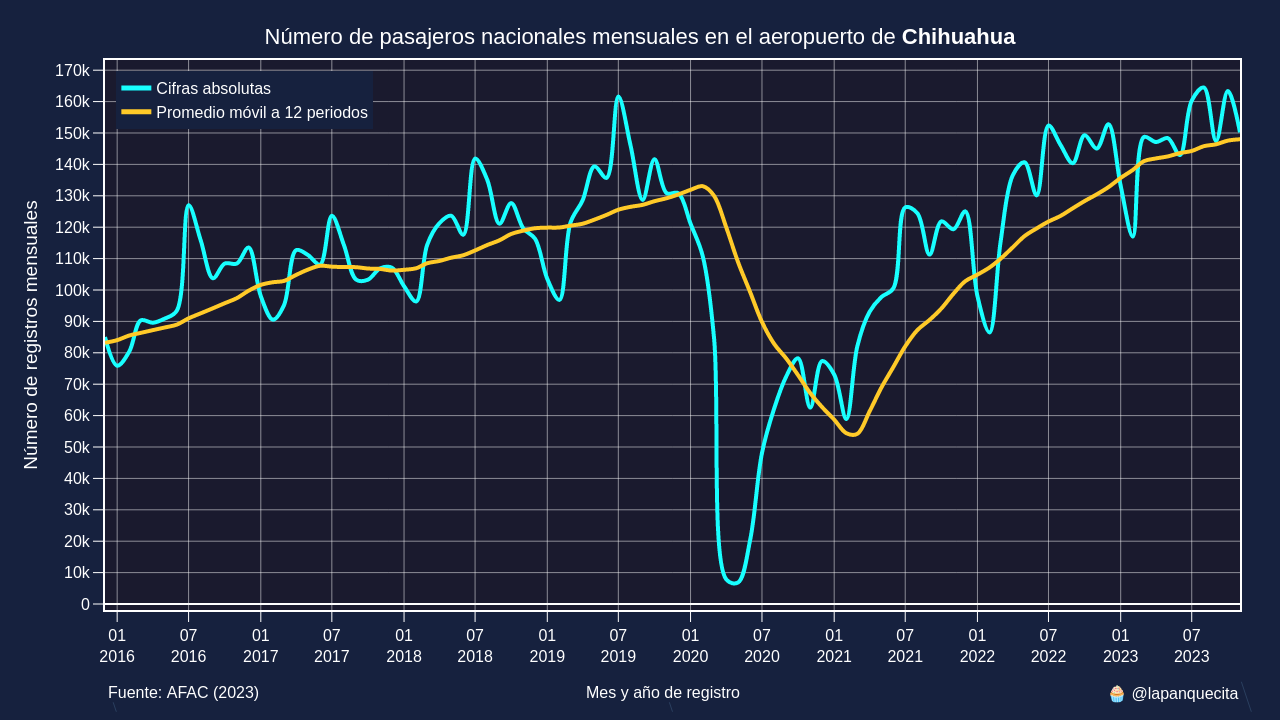 Número de pasajeros nacionales mensuales en el aeropuerto de Chihuahua
Cifras absolutas
Promedio móvil a 12 periodos
Número de registros mensuales
170k
160k
150k
140k
130k
120k
110k
100k
90k
80k
70k
60k
50k
40k
30k
20k
10k
0
01 07 01 07 01 07 01 07 01 07 01 07 01 07 01 07
2016 2016 2017 2017 2018 2018 2019 2019 2020 2020 2021 2021 2022 2022 2023 2023
Fuente: AFAC (2023)
Mes y año de registro
🧁 @lapanquecita